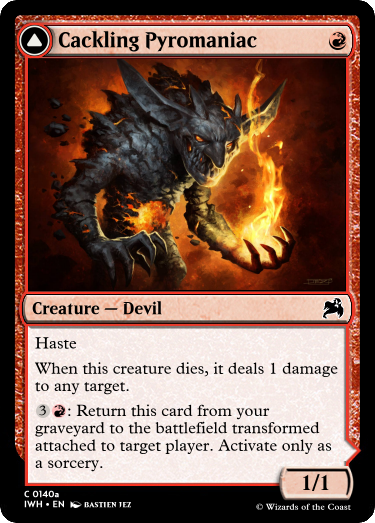 Cackling Pyromaniac
Creature — Devil
Haste
When this creature dies, it deals 1 damage
to any target.
3: Return this card from your
graveyard to the battlefield transformed
attached to target player. Activate only as
a sorcery.
1/1
C 0140a
IWH • EN BASTIEN JEZ
© Wizards of the Coast